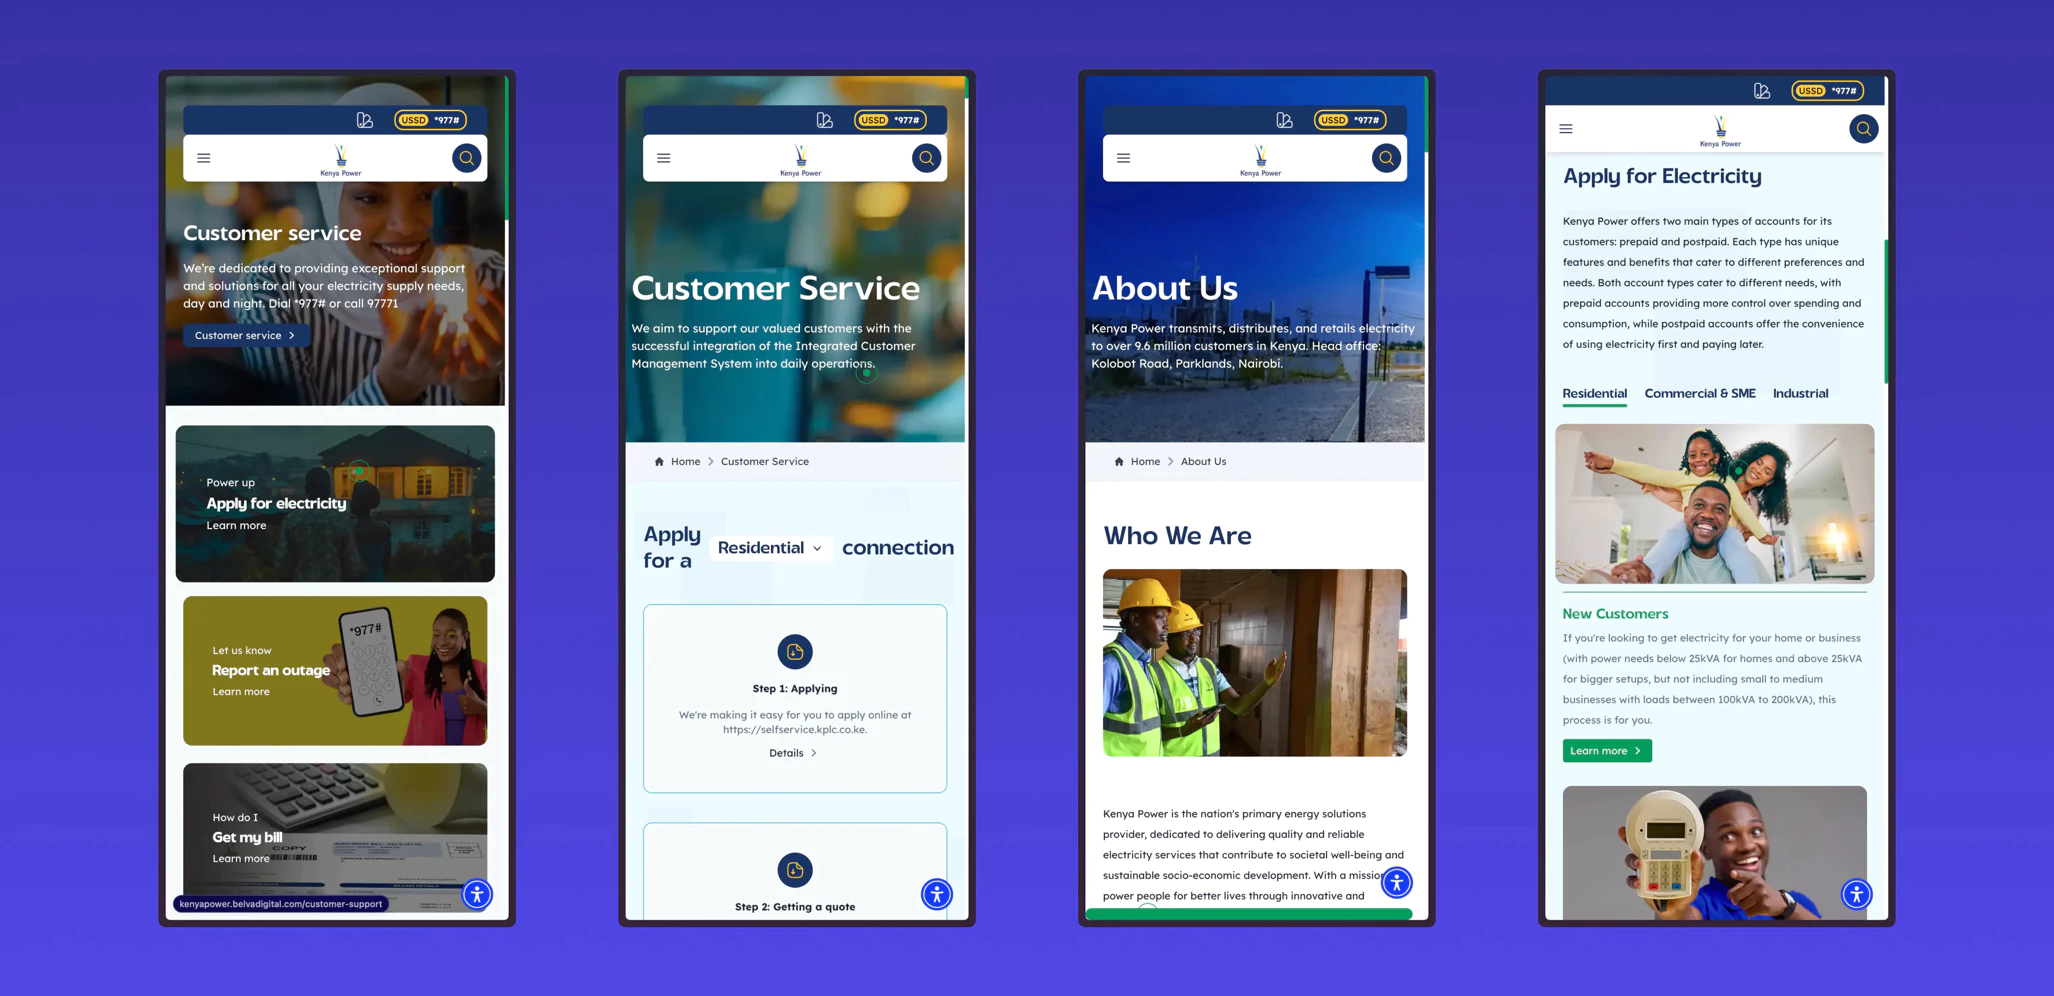 USSD *977#
Kenya Power
Customer service
We're dedicated to providing exceptional support
and solutions for all your electricity supply needs,
day and night. Dial *977# or call 97771
Customer service
Power up
Apply for electricity
Learn more
Let us know
Report an outage
Learn more
*977#
How do I
Get my bill
Learn more
COPY
kenyapower.belvadigital.com/customer-support
USSD *977#
Kenya Power
Customer Service
We aim to support our valued customers with the
successful integration of the Integrated Customer
Management System into daily operations.
Home > Customer Service
Apply for a Residential connection
Step 1: Applying
We're making it easy for you to apply online at
https://selfservice.kplc.co.ke.
Details
Step 2: Getting a quote
USSD *977#
Kenya Power
About Us
Kenya Power transmits, distributes, and retails electricity
to over 9.6 million customers in Kenya. Head office:
Kolobot Road, Parklands, Nairobi.
Home > About Us
Who We Are
Kenya Power is the nation's primary energy solutions
provider, dedicated to delivering quality and reliable
electricity services that contribute to societal well-being and
sustainable socio-economic development. With a mission
power people for better lives through innovative and
USSD *977#
Kenya Power
Apply for Electricity
Kenya Power offers two main types of accounts for its
customers: prepaid and postpaid. Each type has unique
features and benefits that cater to different preferences and
needs. Both account types cater to different needs, with
prepaid accounts providing more control over spending and
consumption, while postpaid accounts offer the convenience
of using electricity first and paying later.
Residential Commercial & SME Industrial
New Customers
If you're looking to get electricity for your home or business
(with power needs below 25kVA for homes and above 25kVA
for bigger setups, but not including small to medium
businesses with loads between 100kVA to 200kVA), this
process is for you.
Learn more